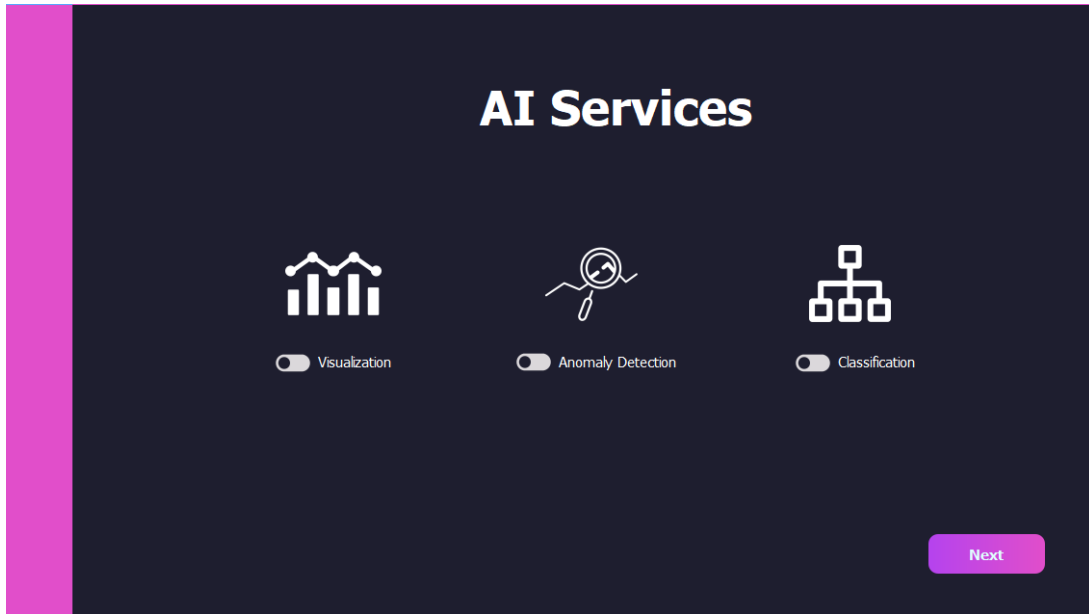 AI Services
Visualization
Anomaly Detection
Classification
Next